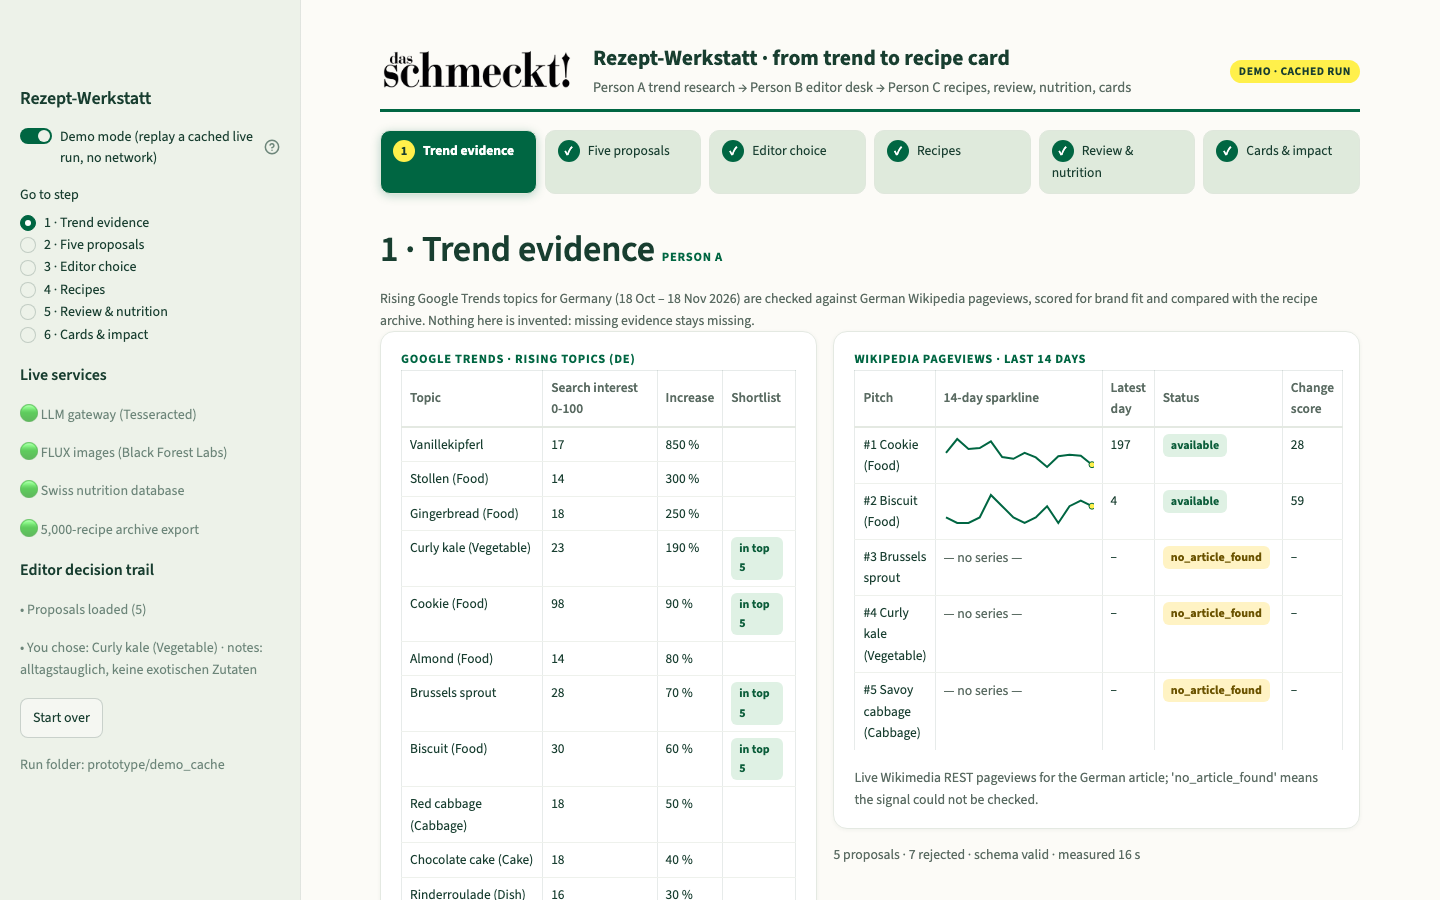 Rezept-Werkstatt
Demo mode (replay a cached live
run, no network)
?
Go to step
1 · Trend evidence
2 · Five proposals
3 · Editor choice
4 · Recipes
5 · Review & nutrition
6 · Cards & impact
Live services
LLM gateway (Tesseracted)
FLUX images (Black Forest Labs)
Swiss nutrition database
5,000-recipe archive export
Editor decision trail
• Proposals loaded (5)
• You chose: Curly kale (Vegetable) · notes:
alltagstauglich, keine exotischen Zutaten
Start over
Run folder: prototype/demo_cache
das
schmeckt!
Rezept-Werkstatt · from trend to recipe card
Person A trend research → Person B editor desk → Person C recipes, review, nutrition, cards
DEMO · CACHED RUN
1 Trend evidence
✓ Five proposals
✓ Editor choice
✓ Recipes
✓ Review &
nutrition
✓ Cards & impact
1 · Trend evidence PERSON A
Rising Google Trends topics for Germany (18 Oct – 18 Nov 2026) are checked against German Wikipedia pageviews, scored for brand fit and compared with the recipe
archive. Nothing here is invented: missing evidence stays missing.
GOOGLE TRENDS · RISING TOPICS (DE)
Topic
Search interest
0-100
Increase
Shortlist
Vanillekipferl 17 850 %
Stollen (Food) 14 300 %
Gingerbread (Food) 18 250 %
Curly kale (Vegetable) 23 190 % in top
5
Cookie (Food) 98 90 % in top
5
Almond (Food) 14 80 %
Brussels sprout 28 70 % in top
5
Biscuit (Food) 30 60 % in top
5
Red cabbage 18 50 %
(Cabbage)
Chocolate cake (Cake) 18 40 %
Rinderroulade (Dish) 16 30 %
WIKIPEDIA PAGEVIEWS · LAST 14 DAYS
Pitch
14-day sparkline
Latest
day
Status
Change
score
#1 Cookie 197 available 28
(Food)
#2 Biscuit 4 available 59
(Food)
#3 Brussels — no series — – no_article_found –
sprout
#4 Curly — no series — – no_article_found –
kale
(Vegetable)
#5 Savoy — no series — – no_article_found –
cabbage
(Cabbage)
Live Wikimedia REST pageviews for the German article; 'no_article_found' means
the signal could not be checked.
5 proposals · 7 rejected · schema valid · measured 16 s